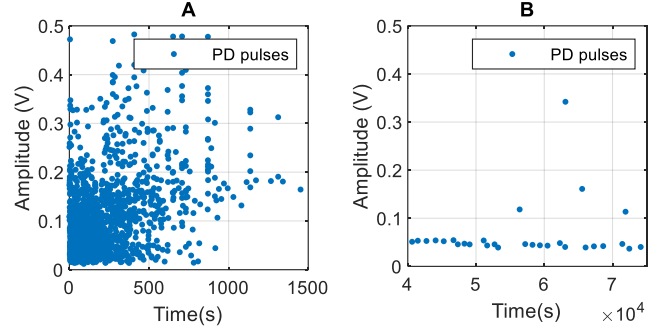 A
Amplitude (V)
0.5
0.4
0.3
0.2
0.1
0
PD pulses
0 500 1000 1500
Time(s)
B
Amplitude (V)
0.5
0.4
0.3
0.2
0.1
0
PD pulses
4 5 6 7
Time(s)
×10⁴